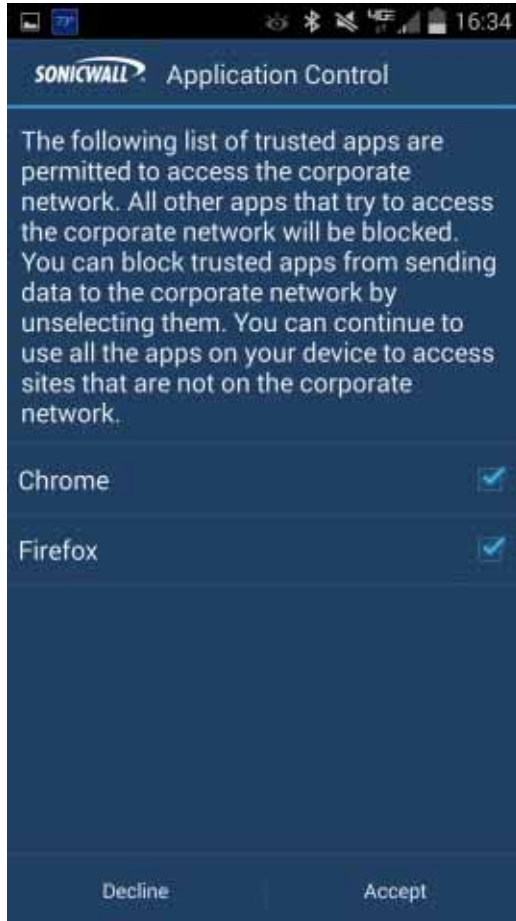 77°
4GE
16:34
SONICWALL Application Control
The following list of trusted apps are
permitted to access the corporate
network. All other apps that try to access
the corporate network will be blocked.
You can block trusted apps from sending
data to the corporate network by
unselecting them. You can continue to
use all the apps on your device to access
sites that are not on the corporate
network.
Chrome
Firefox
Decline
Accept